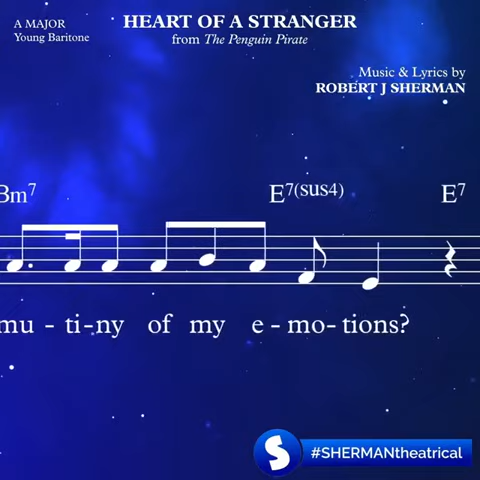 A MAJOR
Young Baritone
HEART OF A STRANGER
from The Penguin Pirate
Music & Lyrics by
ROBERT J SHERMAN
Bm7 E7(sus4) E7
mu - ti - ny of my e - mo - tions?
S #SHERMANtheatrical